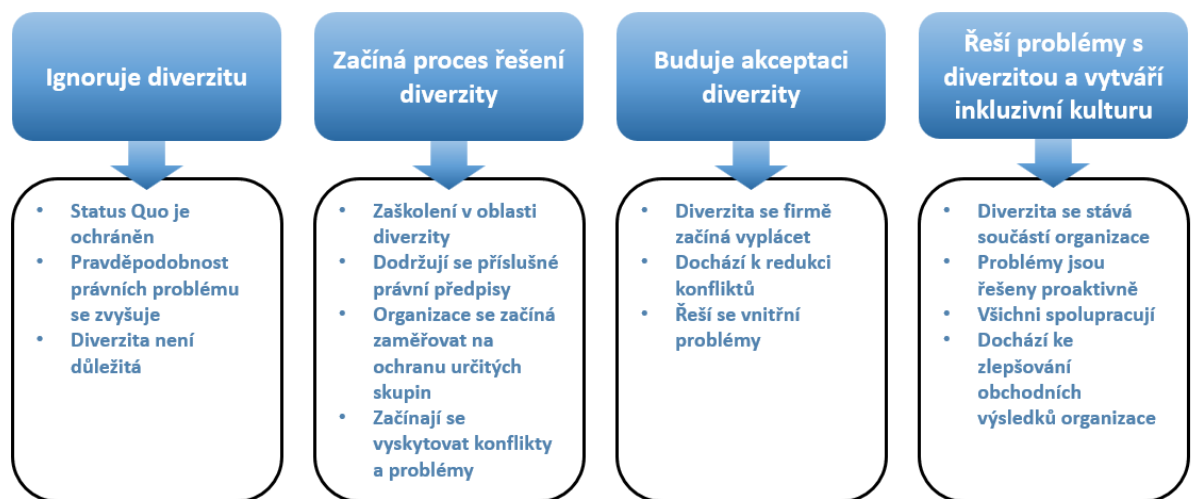 Ignoruje diverzitu
• Status Quo je
ochráněn
• Pravděpodobnost
právních problému
se zvyšuje
• Diverzita není
důležitá
Začíná proces řešení
diverzity
• Zaškolení v oblasti
diverzity
• Dodržují se příslušné
právní předpisy
• Organizace se začíná
zaměřovat na
ochranu určitých
skupin
• Začínají se
vyskytovat konflikty
a problémy
Buduje akceptaci
diverzity
• Diverzita se firmě
začíná vyplácet
• Dochází k redukci
konfliktů
• Řeší se vnitřní
problémy
Řeší problémy s
diverzitou a vytváří
inkluzivní kulturu
• Diverzita se stává
součástí organizace
• Problémy jsou
řešeny proaktivně
• Všichni spolupracují
• Dochází ke
zlepšování
obchodních
výsledků organizace